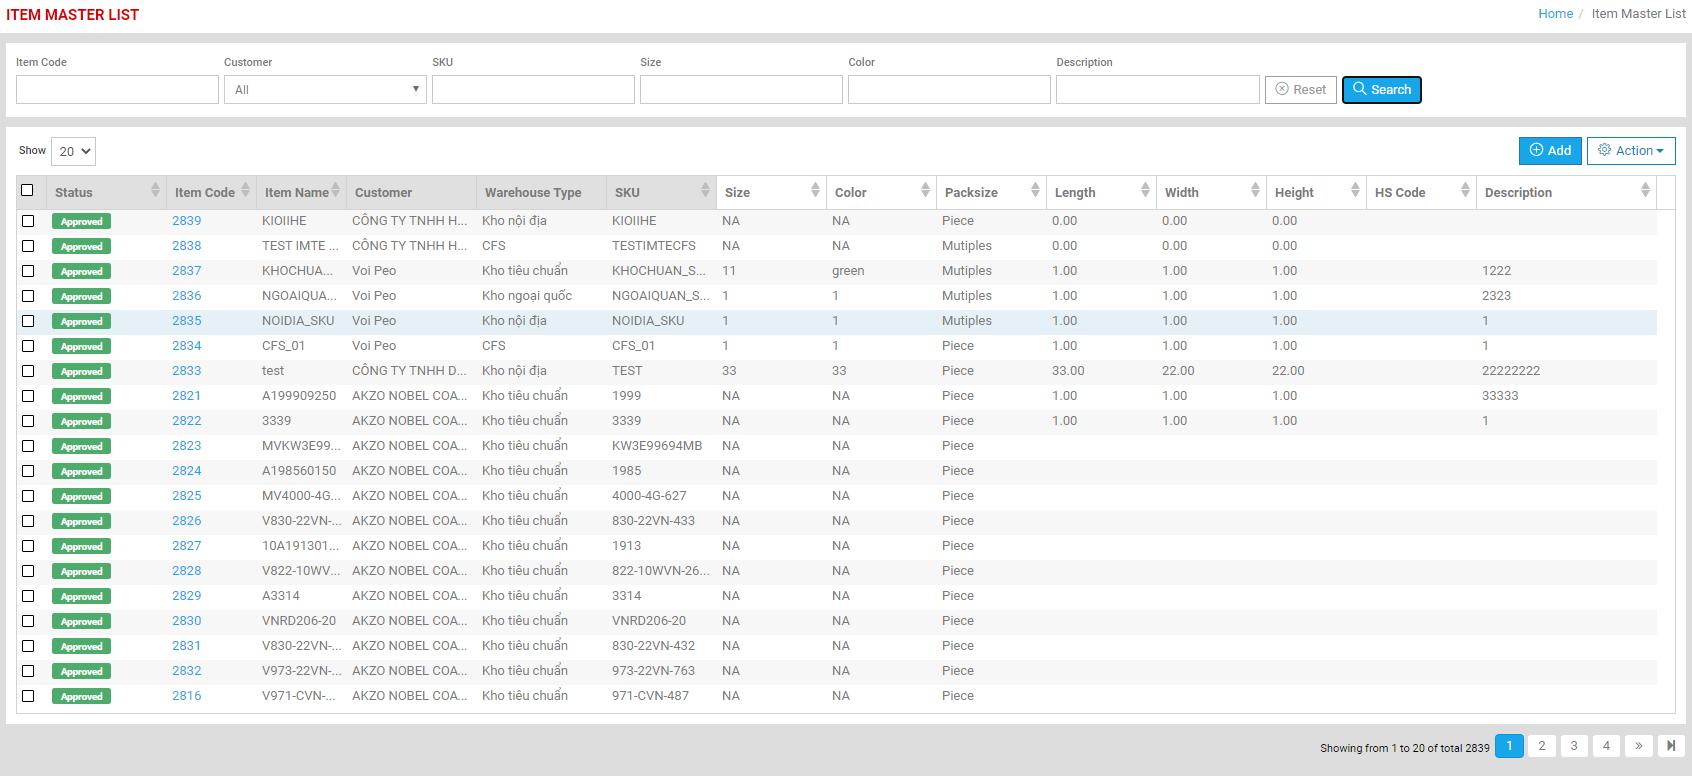 ITEM MASTER LIST
Home / Item Master List
Item Code Customer SKU Size Color Description
All Reset Search
Show 20 Add Action
Status Item Code Item Name Customer Warehouse Type SKU Size Color Packsize Length Width Height HS Code Description
Approved 2839 KIOIIHE CÔNG TY TNHH H... Kho nội địa KIOIIHE NA NA Piece 0.00 0.00 0.00
Approved 2838 TEST IMTE ... CÔNG TY TNHH H... CFS TESTIMTECFS NA NA Mutiples 0.00 0.00 0.00
Approved 2837 KHOCHUA... Voi Peo Kho tiêu chuẩn KHOCHUAN_S... 11 green Mutiples 1.00 1.00 1.00 1222
Approved 2836 NGOAIQUA... Voi Peo Kho ngoại quốc NGOAIQUAN_S... 1 1 Mutiples 1.00 1.00 1.00 2323
Approved 2835 NOIDIA_SKU Voi Peo Kho nội địa NOIDIA_SKU 1 1 Mutiples 1.00 1.00 1.00 1
Approved 2834 CFS_01 Voi Peo CFS CFS_01 1 1 Piece 1.00 1.00 1.00 1
Approved 2833 test CÔNG TY TNHH D... Kho nội địa TEST 33 33 Piece 33.00 22.00 22.00 22222222
Approved 2821 A199909250 AKZO NOBEL COA... Kho tiêu chuẩn 1999 NA NA Piece 1.00 1.00 1.00 33333
Approved 2822 3339 AKZO NOBEL COA... Kho tiêu chuẩn 3339 NA NA Piece 1.00 1.00 1.00 1
Approved 2823 MVKW3E99... AKZO NOBEL COA... Kho tiêu chuẩn KW3E99694MB NA NA Piece
Approved 2824 A198560150 AKZO NOBEL COA... Kho tiêu chuẩn 1985 NA NA Piece
Approved 2825 MV4000-4G... AKZO NOBEL COA... Kho tiêu chuẩn 4000-4G-627 NA NA Piece
Approved 2826 V830-22VN-... AKZO NOBEL COA... Kho tiêu chuẩn 830-22VN-433 NA NA Piece
Approved 2827 10A191301... AKZO NOBEL COA... Kho tiêu chuẩn 1913 NA NA Piece
Approved 2828 V822-10WV... AKZO NOBEL COA... Kho tiêu chuẩn 822-10WVN-26... NA NA Piece
Approved 2829 A3314 AKZO NOBEL COA... Kho tiêu chuẩn 3314 NA NA Piece
Approved 2830 VNRD206-20 AKZO NOBEL COA... Kho tiêu chuẩn VNRD206-20 NA NA Piece
Approved 2831 V830-22VN-... AKZO NOBEL COA... Kho tiêu chuẩn 830-22VN-432 NA NA Piece
Approved 2832 V973-22VN-... AKZO NOBEL COA... Kho tiêu chuẩn 973-22VN-763 NA NA Piece
Approved 2816 V971-CVN-... AKZO NOBEL COA... Kho tiêu chuẩn 971-CVN-487 NA NA Piece
Showing from 1 to 20 of total 2839 1 2 3 4 »